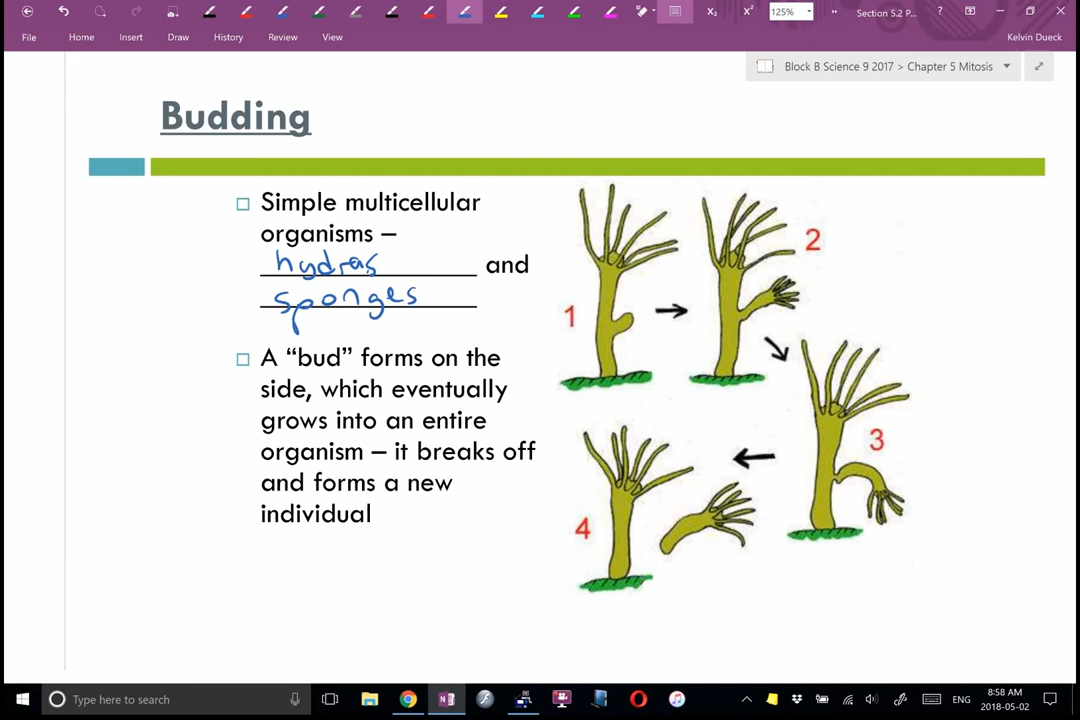 125%
Section 5.2 P...
?
File
Home
Insert
Draw
History
Review
View
Kelvin Dueck
Block B Science 9 2017 > Chapter 5 Mitosis
Budding
Simple multicellular
organisms –
hydras and
sponges
A “bud” forms on the
side, which eventually
grows into an entire
organism – it breaks off
and forms a new
individual
1
2
3
4
Type here to search
ENG
8:58 AM
2018-05-02